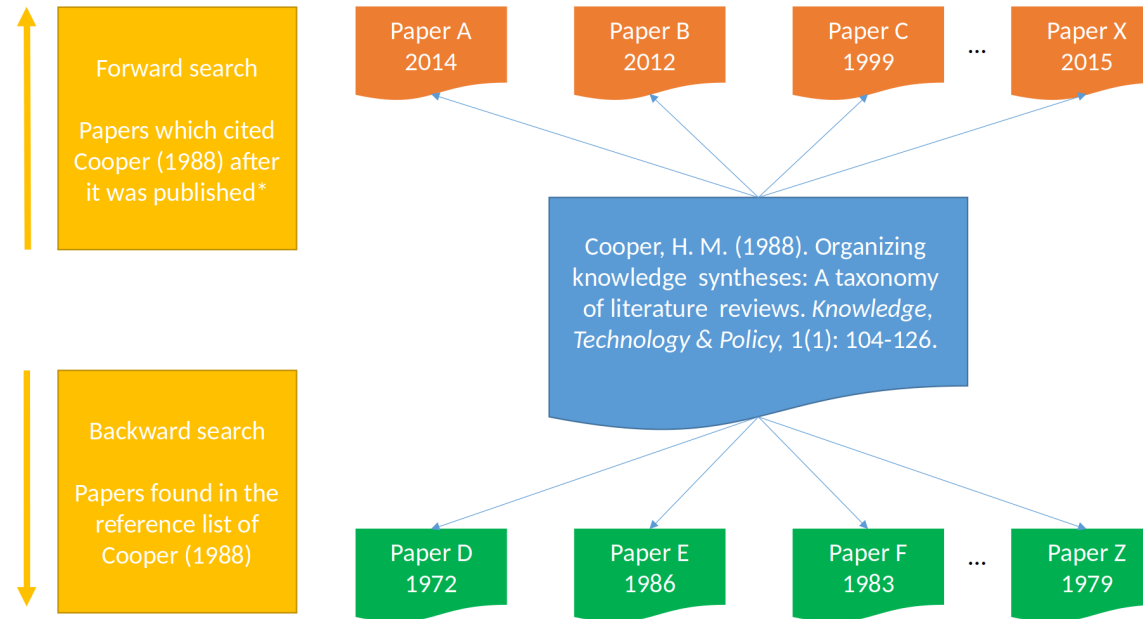 Forward search
Papers which cited
Cooper (1988) after
it was published*
Paper A
2014
Paper B
2012
Paper C
1999
...
Paper X
2015
Cooper, H. M. (1988). Organizing
knowledge syntheses: A taxonomy
of literature reviews. Knowledge,
Technology & Policy, 1(1): 104-126.
Backward search
Papers found in the
reference list of
Cooper (1988)
Paper D
1972
Paper E
1986
Paper F
1983
...
Paper Z
1979